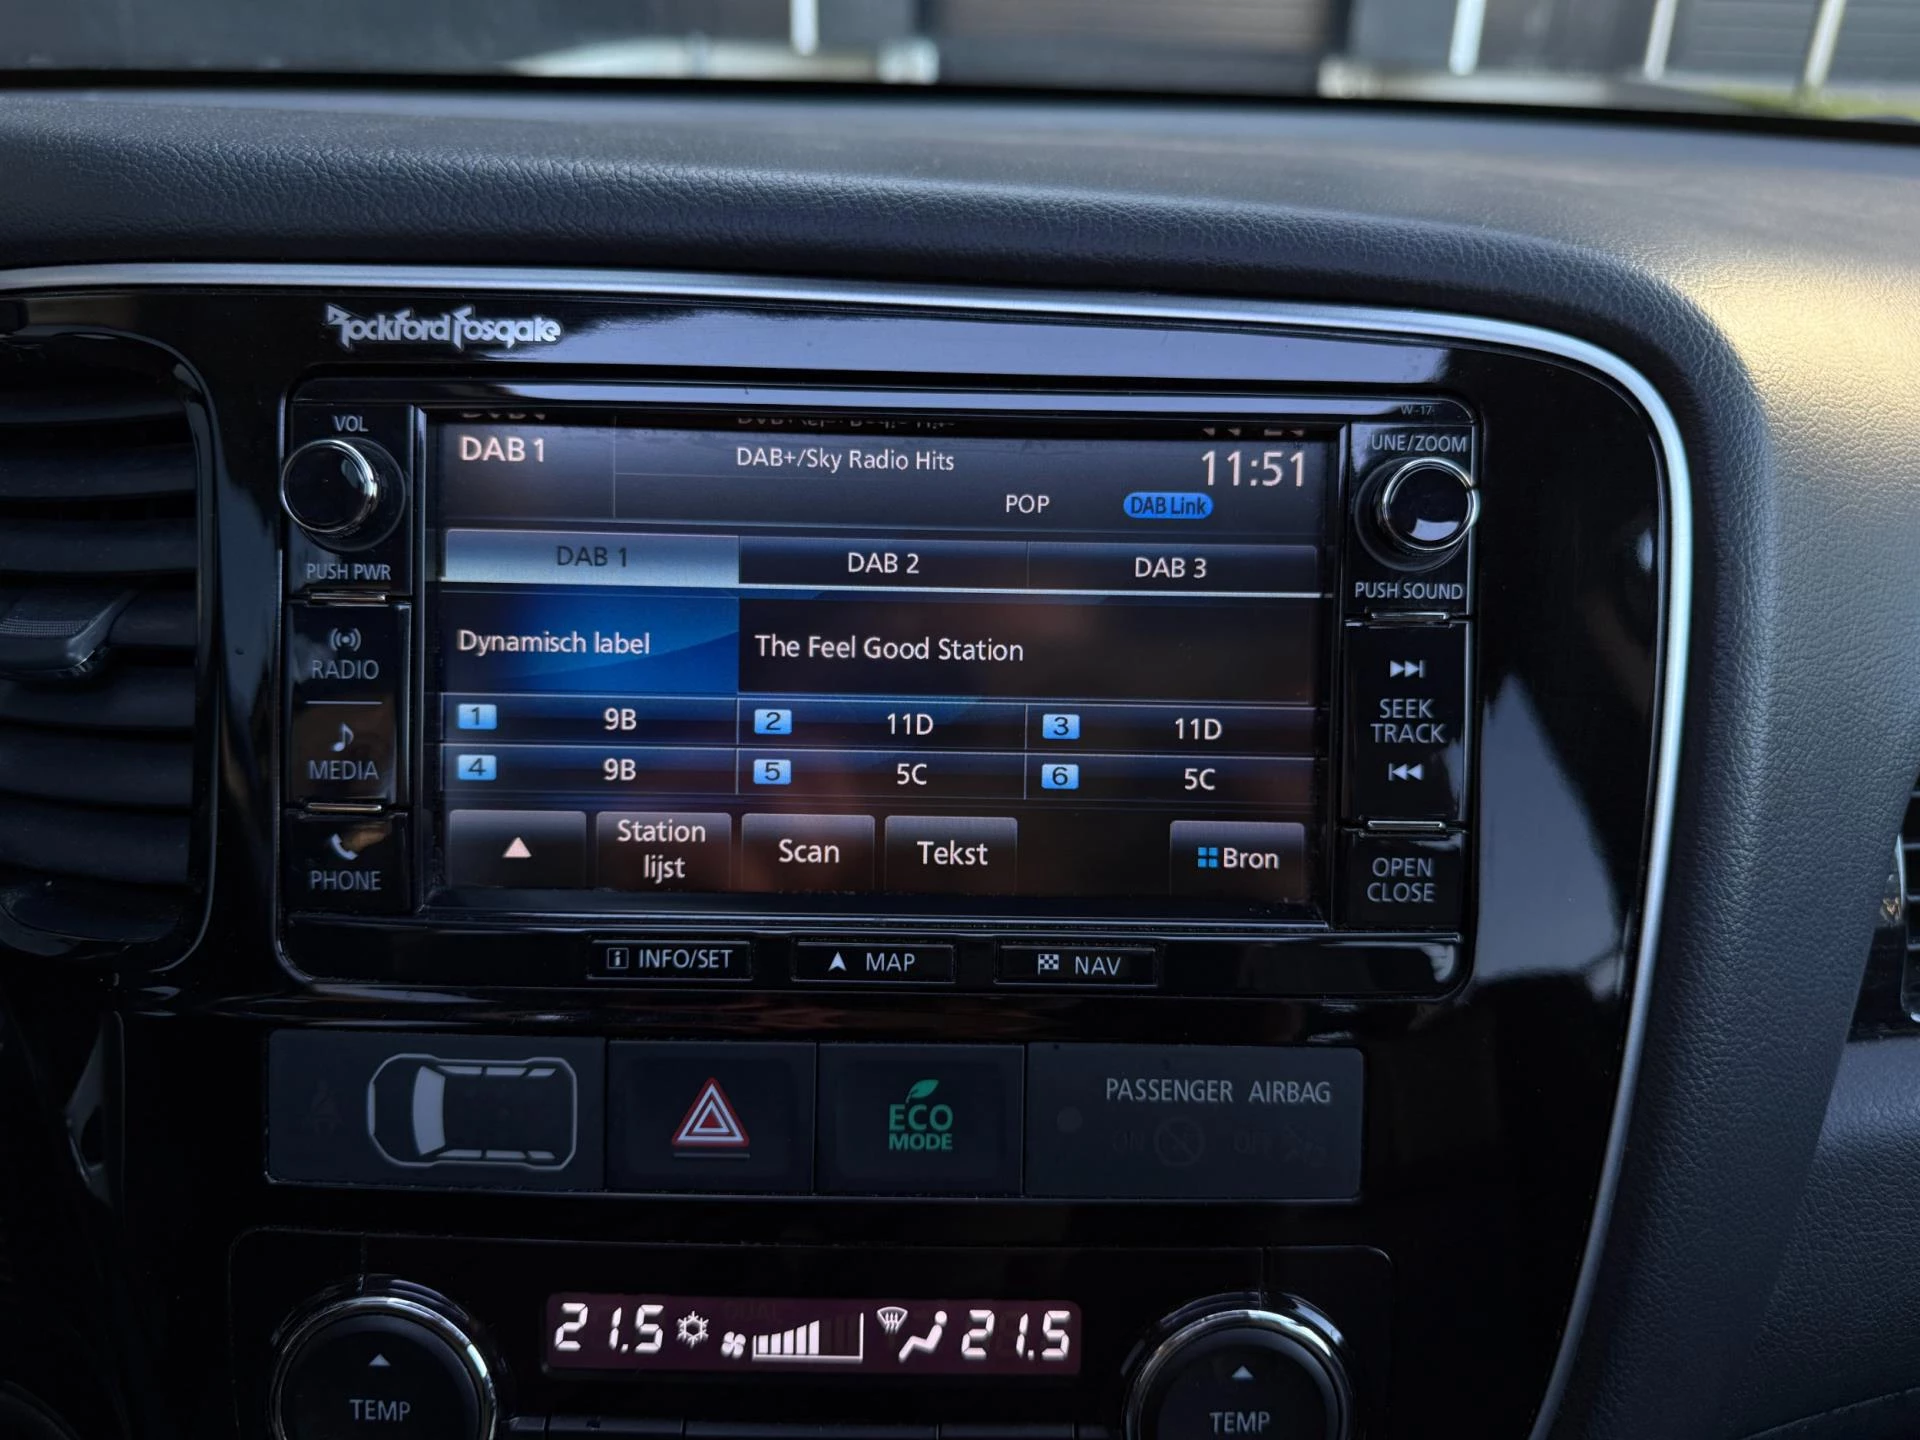 Rockford Fosgate
W-17
VOL
DAB 1
DAB+/Sky Radio Hits
11:51
UNE/ZOOM
POP
DAB Link
DAB 1
DAB 2
DAB 3
PUSH PWR
PUSH SOUND
Dynamisch label
The Feel Good Station
RADIO
SEEK
TRACK
1 9B
2 11D
3 11D
4 9B
5 5C
6 5C
MEDIA
Station
lijst
Scan
Tekst
Bron
PHONE
OPEN
CLOSE
i INFO/SET
MAP
NAV
ECO
MODE
PASSENGER AIRBAG
21.5
21.5
TEMP
TEMP